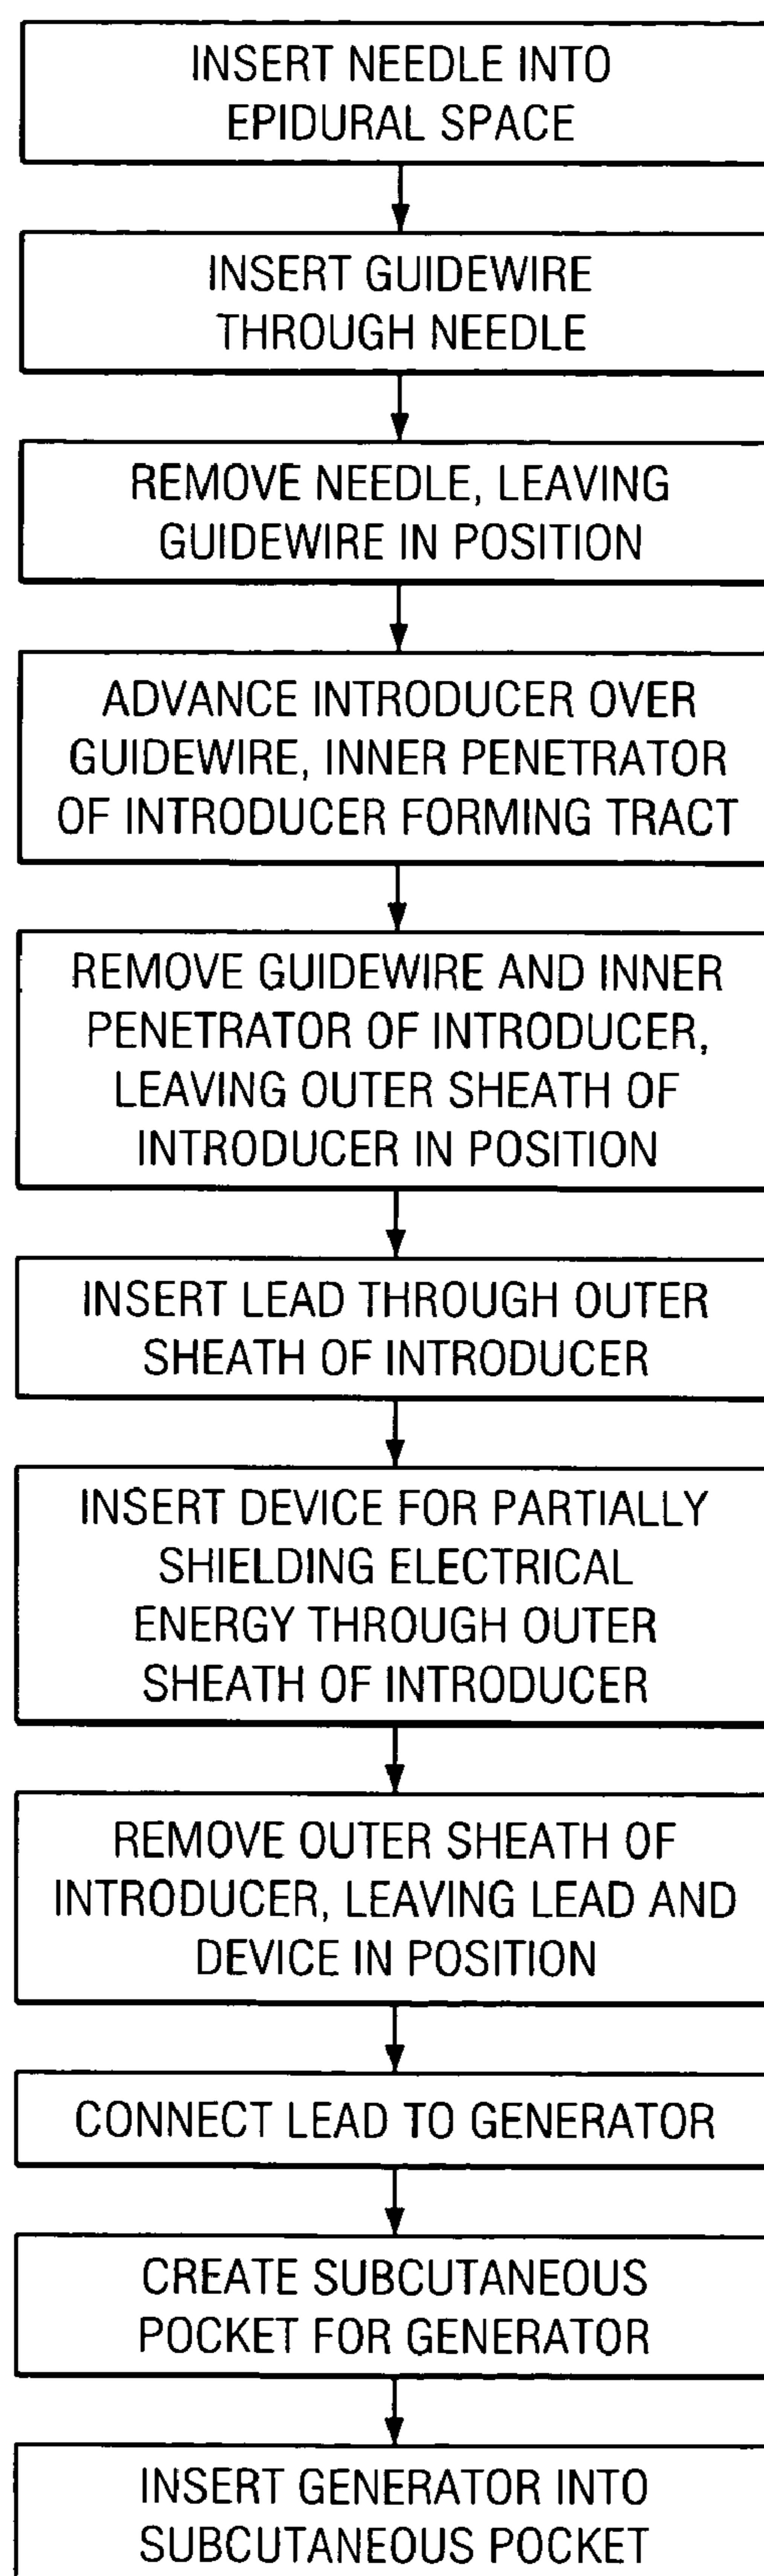 INSERT NEEDLE INTO
EPIDURAL SPACE
INSERT GUIDEWIRE
THROUGH NEEDLE
REMOVE NEEDLE, LEAVING
GUIDEWIRE IN POSITION
ADVANCE INTRODUCER OVER
GUIDEWIRE, INNER PENETRATOR
OF INTRODUCER FORMING TRACT
REMOVE GUIDEWIRE AND INNER
PENETRATOR OF INTRODUCER,
LEAVING OUTER SHEATH OF
INTRODUCER IN POSITION
INSERT LEAD THROUGH OUTER
SHEATH OF INTRODUCER
INSERT DEVICE FOR PARTIALLY
SHIELDING ELECTRICAL
ENERGY THROUGH OUTER
SHEATH OF INTRODUCER
REMOVE OUTER SHEATH OF
INTRODUCER, LEAVING LEAD AND
DEVICE IN POSITION
CONNECT LEAD TO GENERATOR
CREATE SUBCUTANEOUS
POCKET FOR GENERATOR
INSERT GENERATOR INTO
SUBCUTANEOUS POCKET